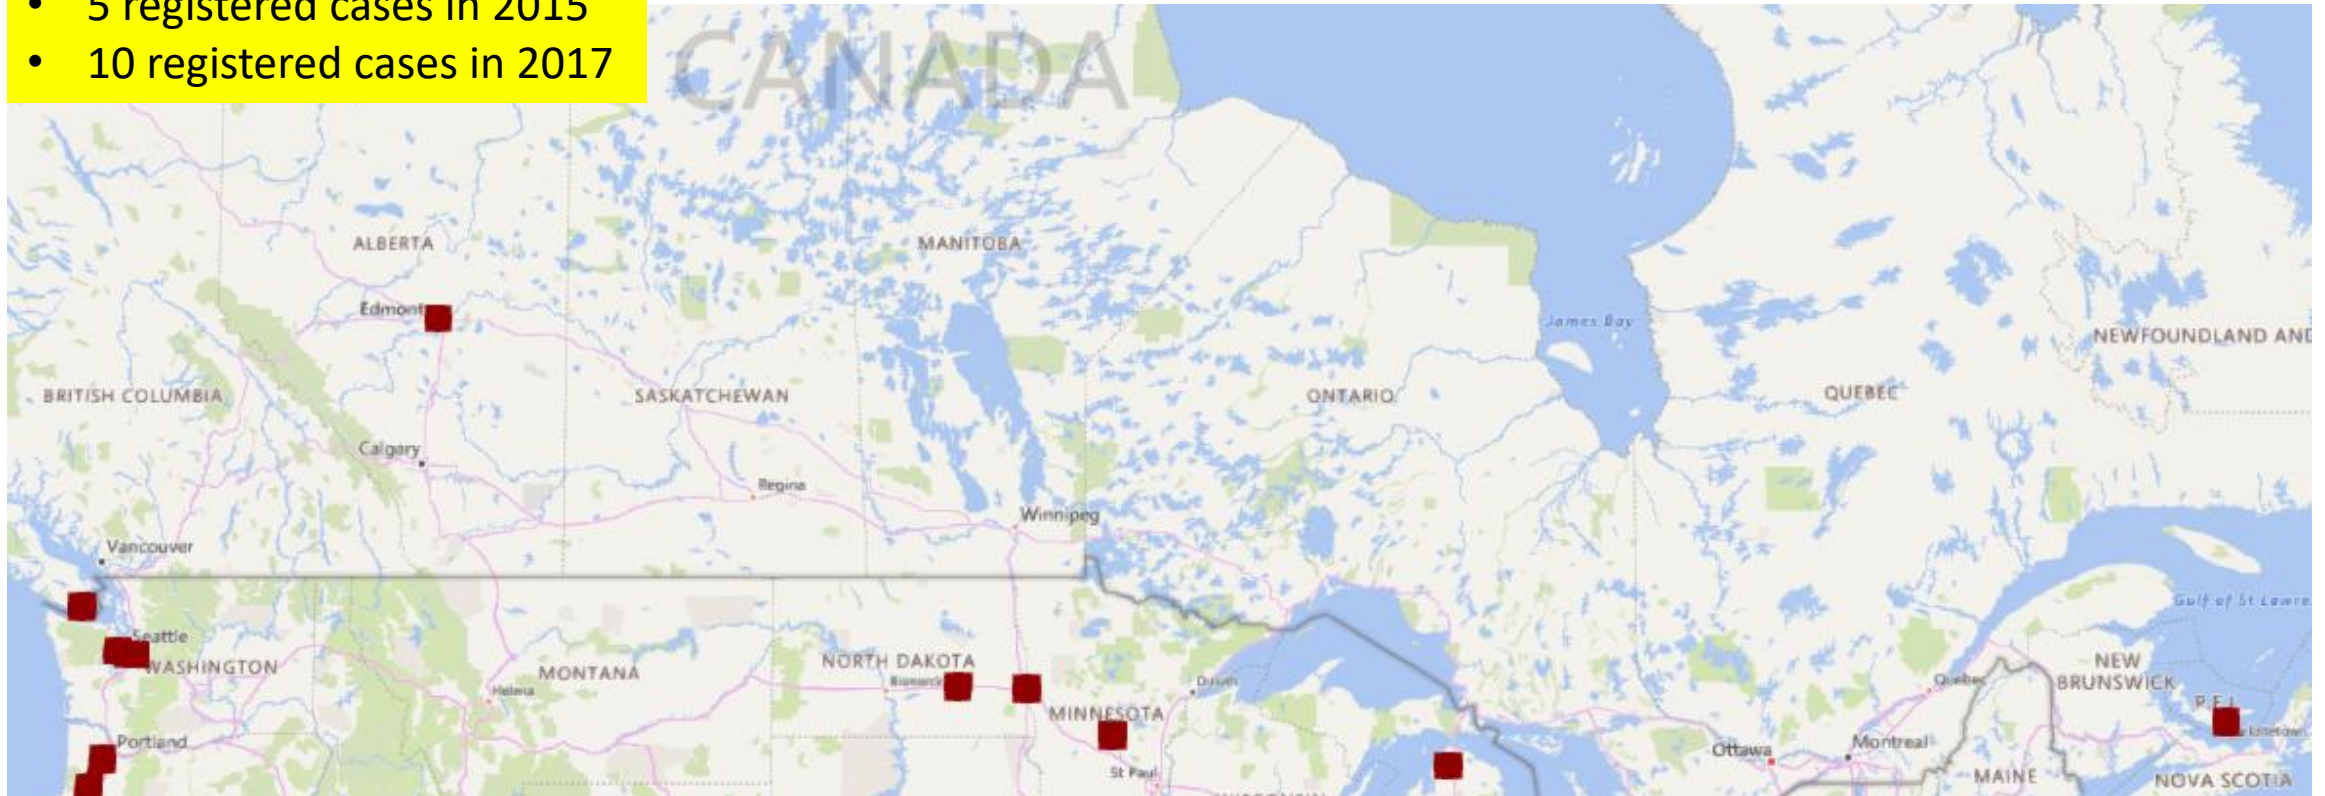 • 5 registered cases in 2015
• 10 registered cases in 2017
CANADA
ALBERTA
MANITOBA
Edmont
James Bay
NEWFOUNDLAND AND
BRITISH COLUMBIA
SASKATCHEWAN
ONTARIO
QUEBEC
Calgary
Regina
Winnipeg
Vancouver
Gulf of St Lawre
Seattle
WASHINGTON
MONTANA
NORTH DAKOTA
NEW
BRUNSWICK
Helena
Bismarck
Duluth
Quebec
MINNESOTA
P E I
Portland
Ottawa
Montreal
St Paul
MAINE
NOVA SCOTIA